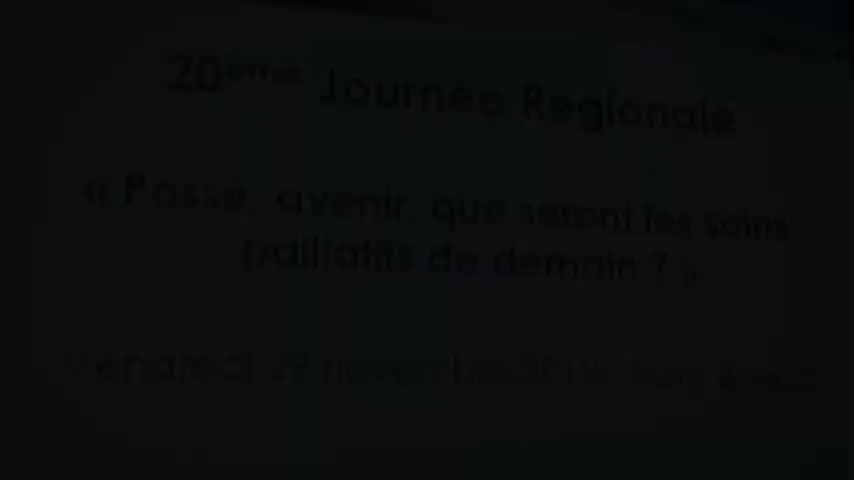 20ème Journée Régionale
« Passé, avenir, que seront les soins
palliatifs de demain ? »
Vendredi 29 novembre